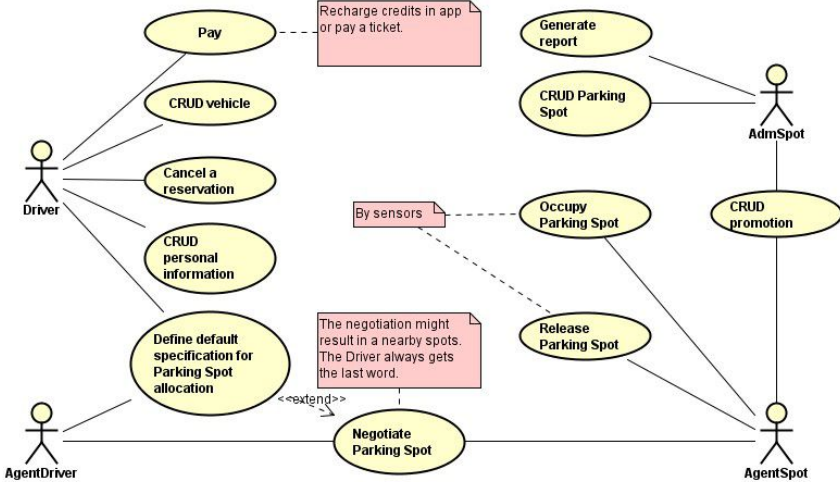 Pay
Recharge credits in app
or pay a ticket.
Generate
report
CRUD vehicle
CRUD Parking
Spot
AdmSpot
Driver
Cancel a
reservation
By sensors
Occupy
Parking Spot
CRUD
promotion
CRUD
personal
information
The negotiation might
result in a nearby spots.
The Driver always gets
the last word.
Define default
specification for
Parking Spot
allocation
Release
Parking Spot
<<extend>>
AgentDriver
Negotiate
Parking Spot
AgentSpot